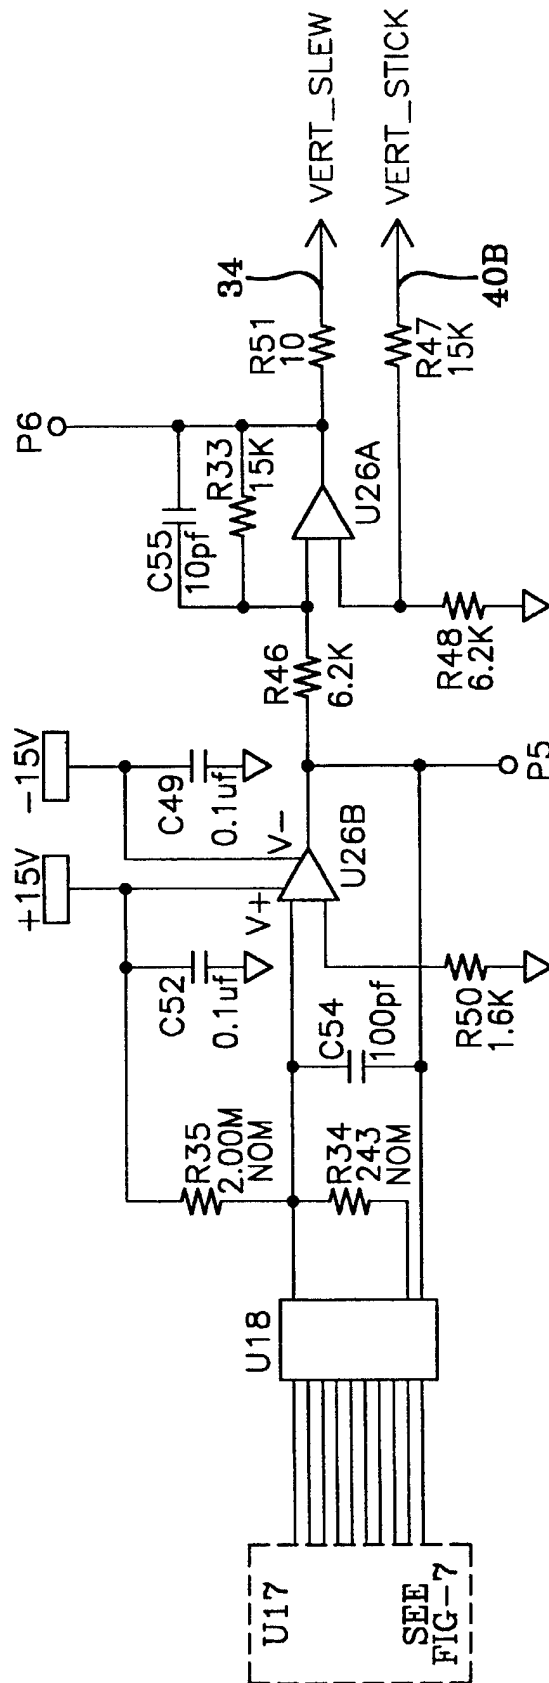 U17
SEE
FIG-7
U18
R35
2.00M
NOM
R34
243
NOM
+15V
-15V
C52
0.1uf
C49
0.1uf
V+
V-
U26B
C54
100pf
R50
1.6K
P5
R46
6.2K
C55
10pf
R33
15K
P6
U26A
R48
6.2K
R51
10
34
VERT_SLEW
R47
15K
40B
VERT_STICK